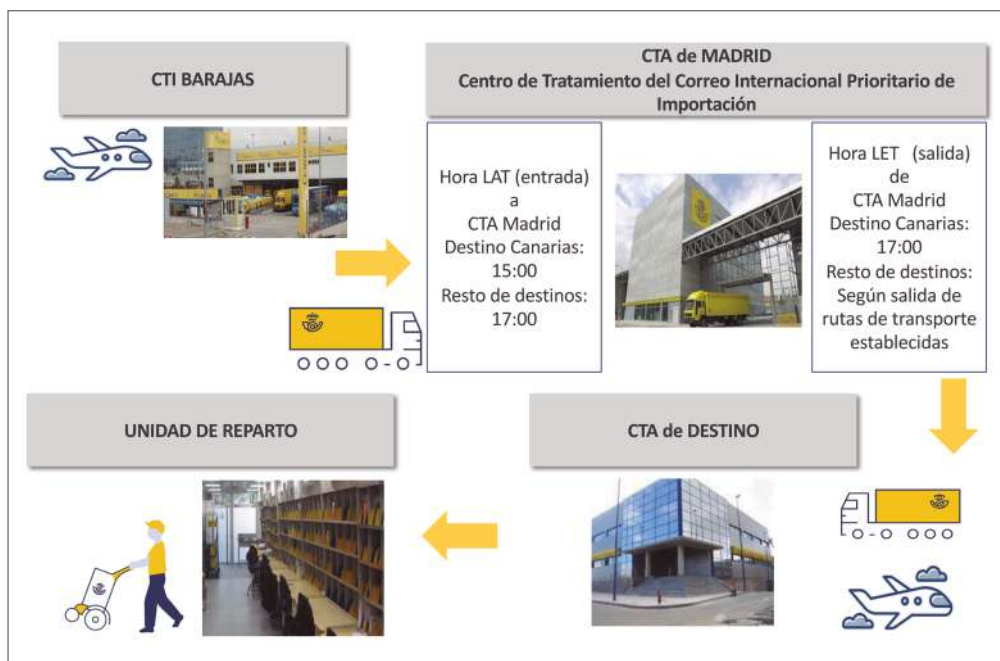 CTI BARAJAS
CTA de MADRID
Centro de Tratamiento del Correo Internacional Prioritario de
Importación
Hora LAT (entrada)
a
CTA Madrid
Destino Canarias:
15:00
Resto de destinos:
17:00
Hora LET (salida)
de
CTA Madrid
Destino Canarias:
17:00
Resto de destinos:
Según salida de
rutas de transporte
establecidas
UNIDAD DE REPARTO
CTA de DESTINO